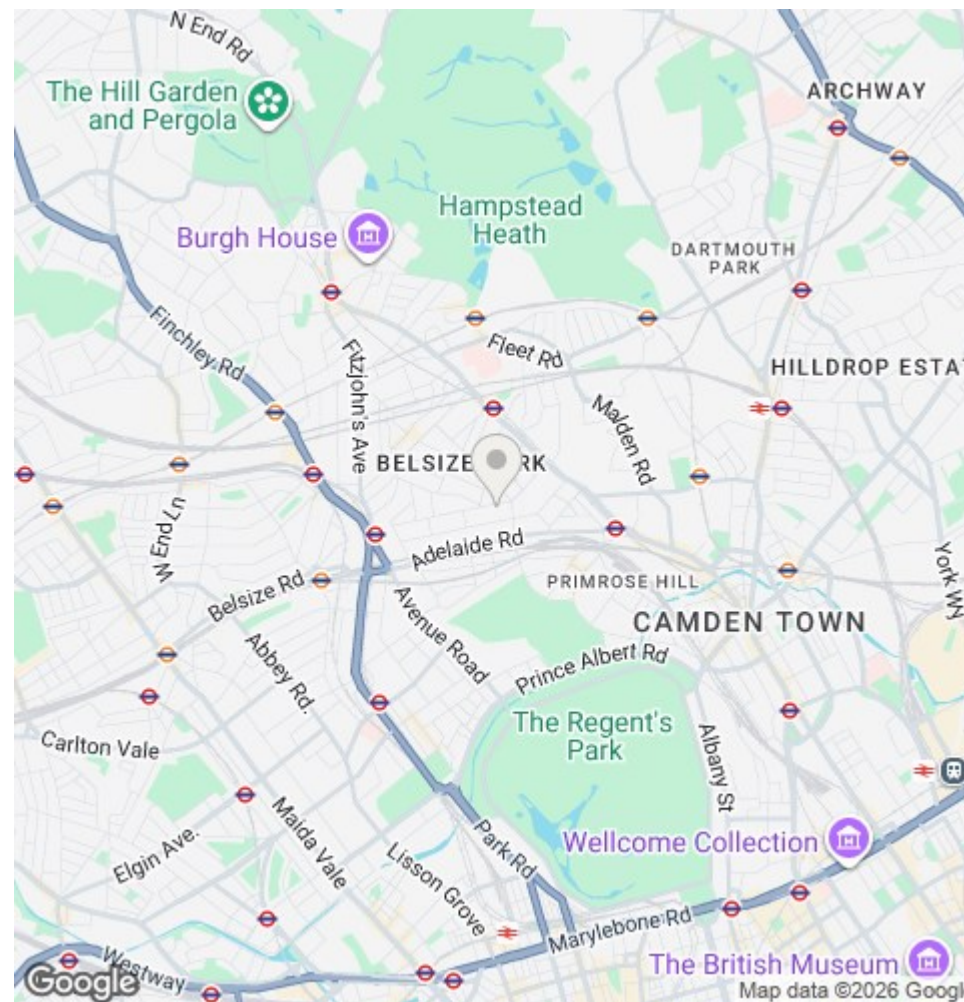 N End Rd
The Hill Garden
and Pergola
ARCHWAY
Hampstead
Heath
Burgh House
DARTMOUTH
PARK
Finchley Rd
Fitzjohn's Ave
Fleet Rd
HILLDROP ESTAT
Malden Rd
BELSIZE PARK
W End Ln
Adelaide Rd
York Wy
Belsize Rd
PRIMROSE HILL
Avenue Road
CAMDEN TOWN
Abbey Rd.
Prince Albert Rd
The Regent's
Park
Carlton Vale
Albany St
Maida Vale
Elgin Ave.
Lisson Grove
Park Rd
Wellcome Collection
Marylebone Rd
Westway
The British Museum
Google
Map data ©2026 Google